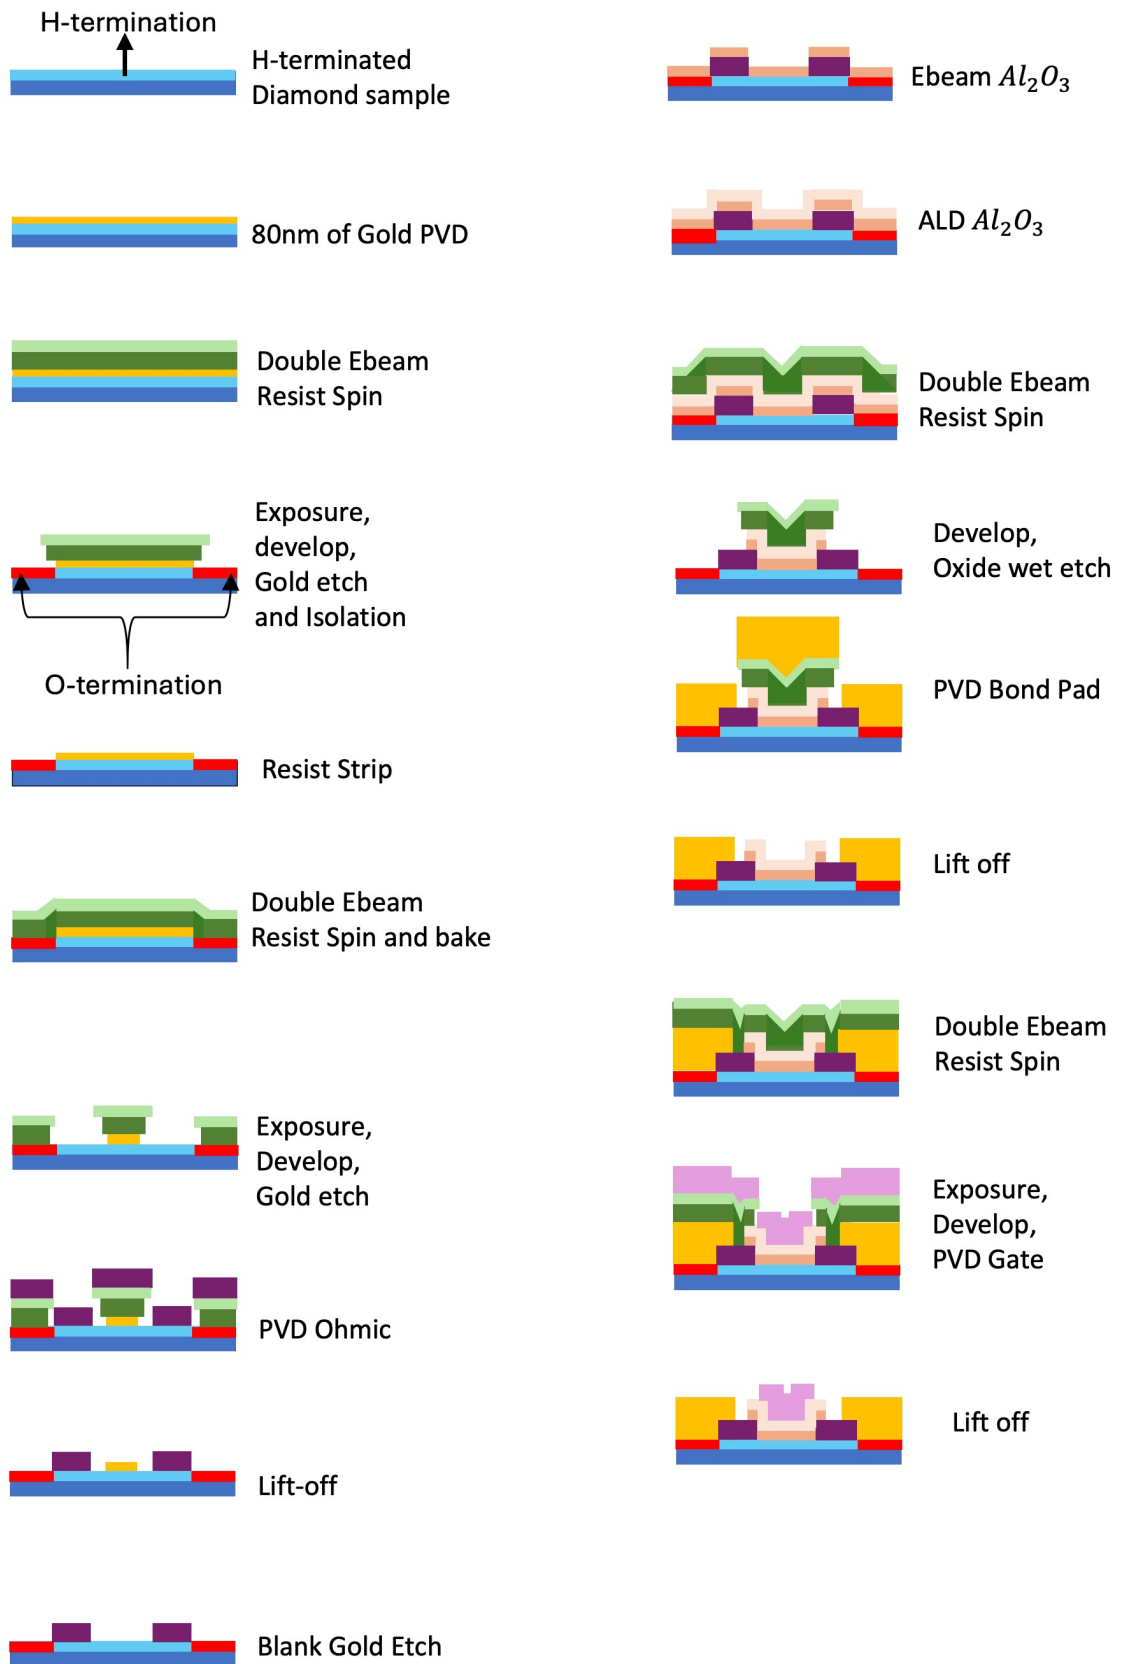 H-termination
H-terminated
Diamond sample
80nm of Gold PVD
Double Ebeam
Resist Spin
Exposure,
develop,
Gold etch
and Isolation
O-termination
Resist Strip
Double Ebeam
Resist Spin and bake
Exposure,
Develop,
Gold etch
PVD Ohmic
Lift-off
Blank Gold Etch
Ebeam Al₂O₃
ALD Al₂O₃
Double Ebeam
Resist Spin
Develop,
Oxide wet etch
PVD Bond Pad
Lift off
Double Ebeam
Resist Spin
Exposure,
Develop,
PVD Gate
Lift off